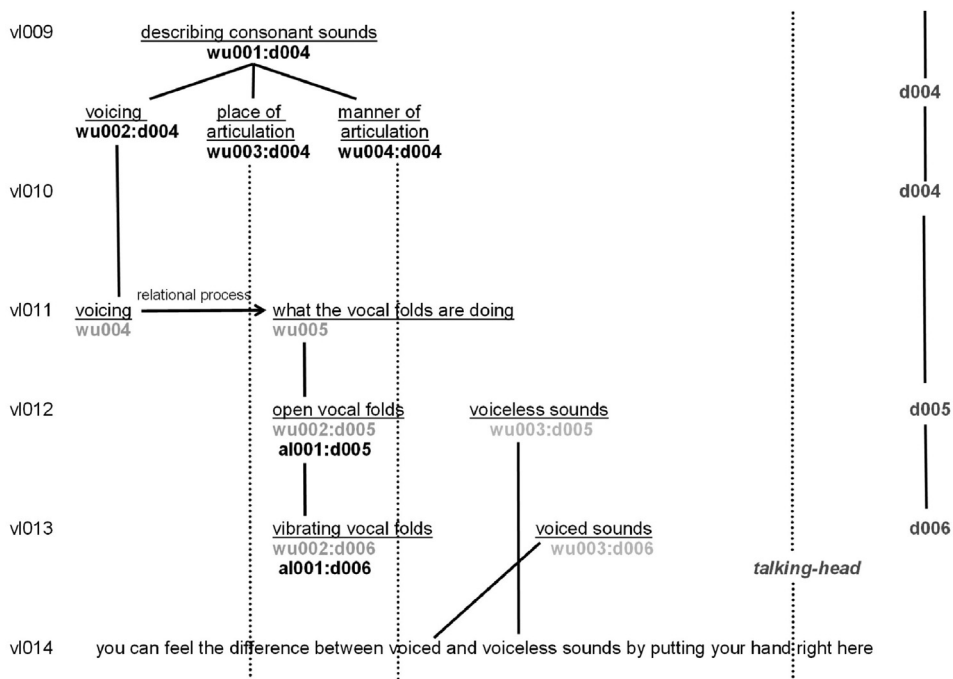 vl009
describing consonant sounds
wu001:d004
d004
voicing
wu002:d004
place of
articulation
wu003:d004
manner of
articulation
wu004:d004
vl010
d004
vl011
voicing
wu004
relational process
what the vocal folds are doing
wu005
vl012
open vocal folds
wu002:d005
al001:d005
voiceless sounds
wu003:d005
d005
vl013
vibrating vocal folds
wu002:d006
al001:d006
voiced sounds
wu003:d006
d006
talking-head
vl014
you can feel the difference between voiced and voiceless sounds by putting your hand right here